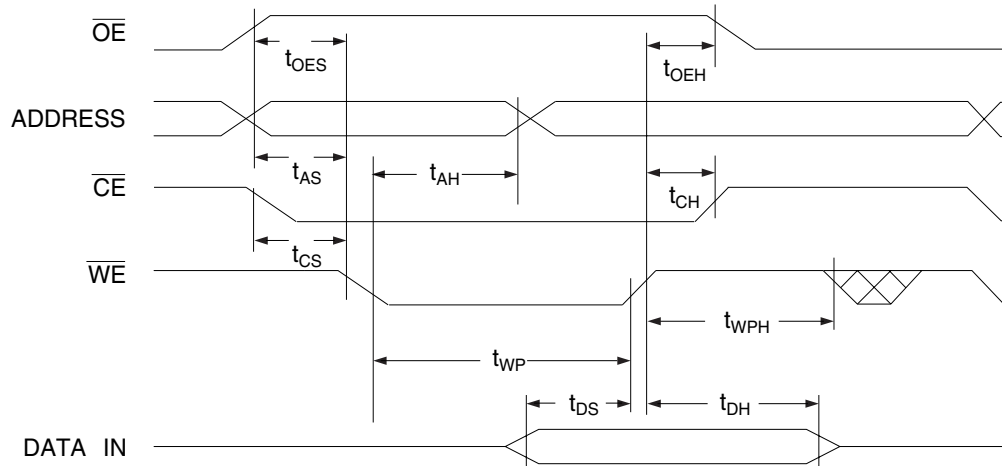 OE
tOES
tOEH
ADDRESS
tAS
tAH
CE
tCH
tCS
WE
tWPH
tWP
tDS
tDH
DATA IN